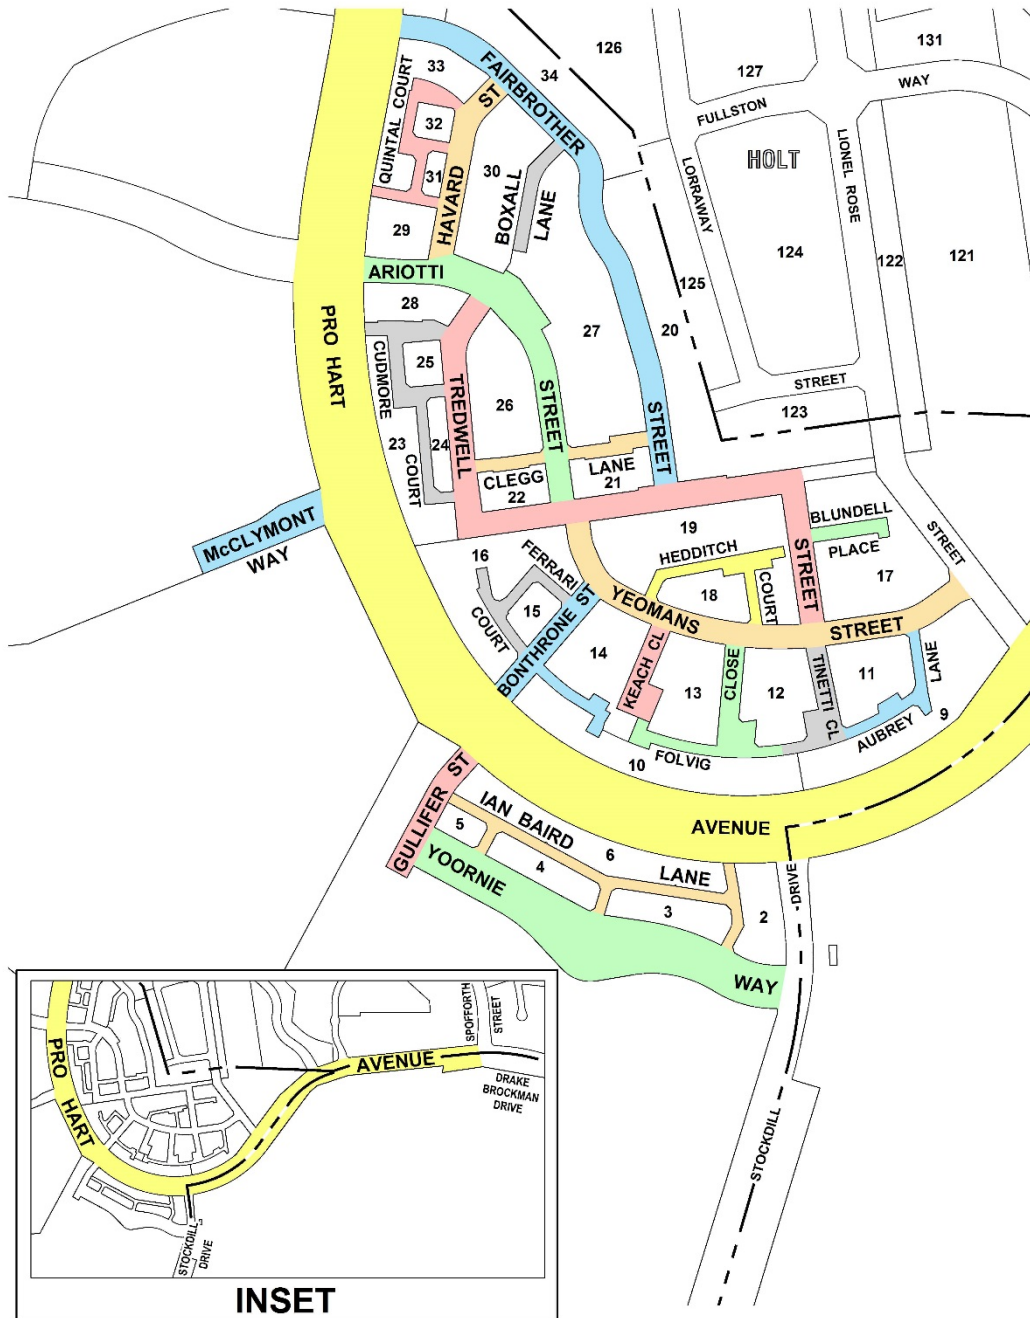 126
131
33
34
127
FAIRBROTHER
WAY
QUINTAL COURT
ST
FULLSTON
32
LIONEL ROSE
HOLT
30
31
BOXALL
LORRAWAY
HAVARD
LANE
29
124
122
121
ARIOTTI
125
28
PRO HART
20
27
CUDMORE
25
TREDWELL
STREET
STREET
STREET
26
123
23
24
COURT
CLEGG
22
LANE
21
McCLYMONT
WAY
19
BLUNDELL
PLACE
STREET
HEDDITCH
STREET
16
FERRARI
17
18
COURT
15
BONTHRONE ST
YEOMANS
STREET
COURT
14
KEACH CL
13
CLOSE
12
TINETTI CL
11
LANE
9
AUBREY
FOLVIG
10
GULLIFER ST
IAN BAIRD
AVENUE
5
6
LANE
YOORNIE
4
3
2
DRIVE
WAY
STOCKDILL
SPOFFORTH
STREET
PRO HART
AVENUE
DRAKE
BROCKMAN
DRIVE
STOCKDILL
DRIVE
INSET